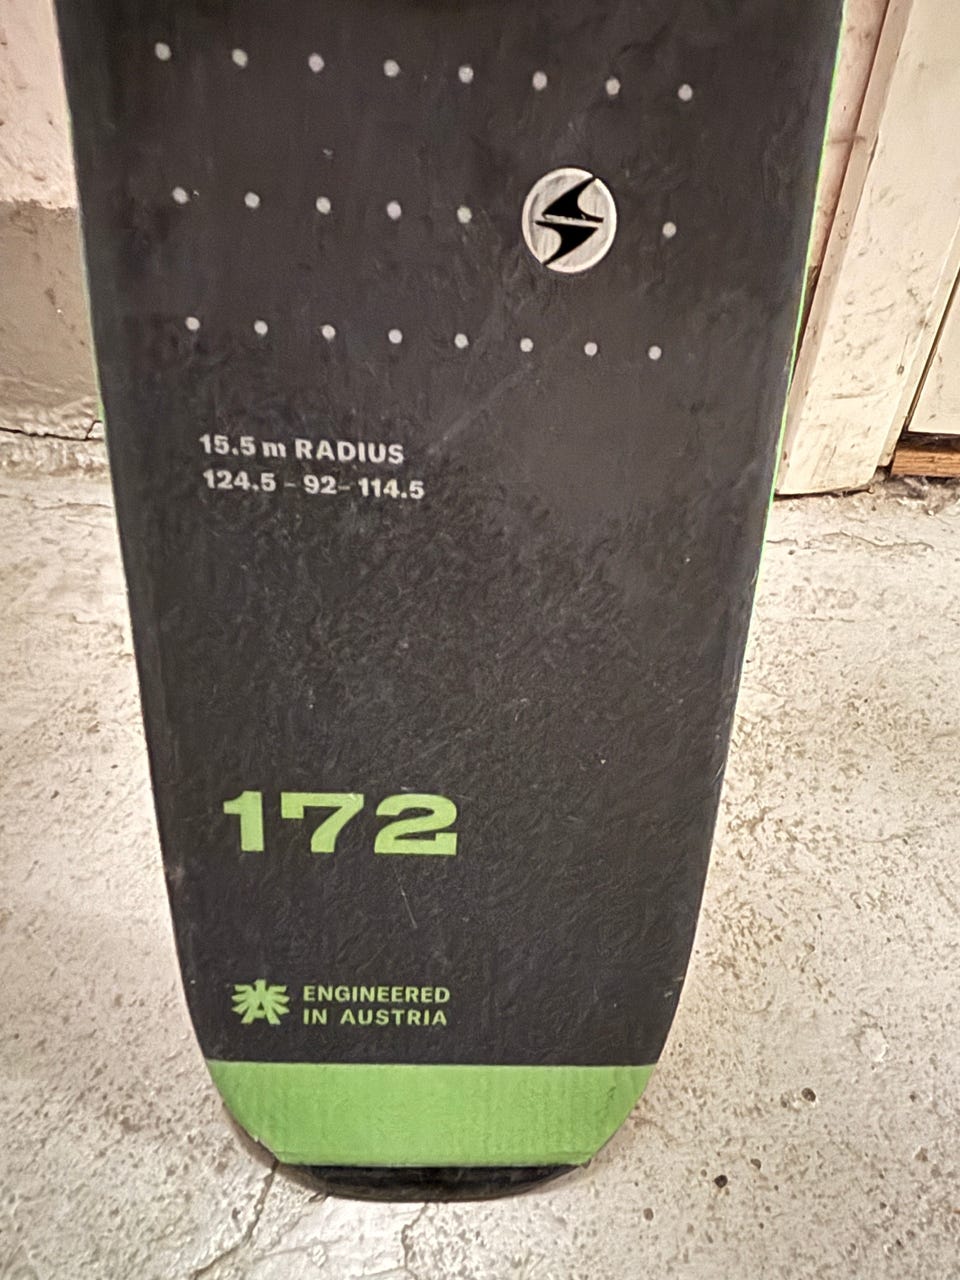 15.5 m RADIUS
124.5 - 92 - 114.5
172
ENGINEERED
IN AUSTRIA